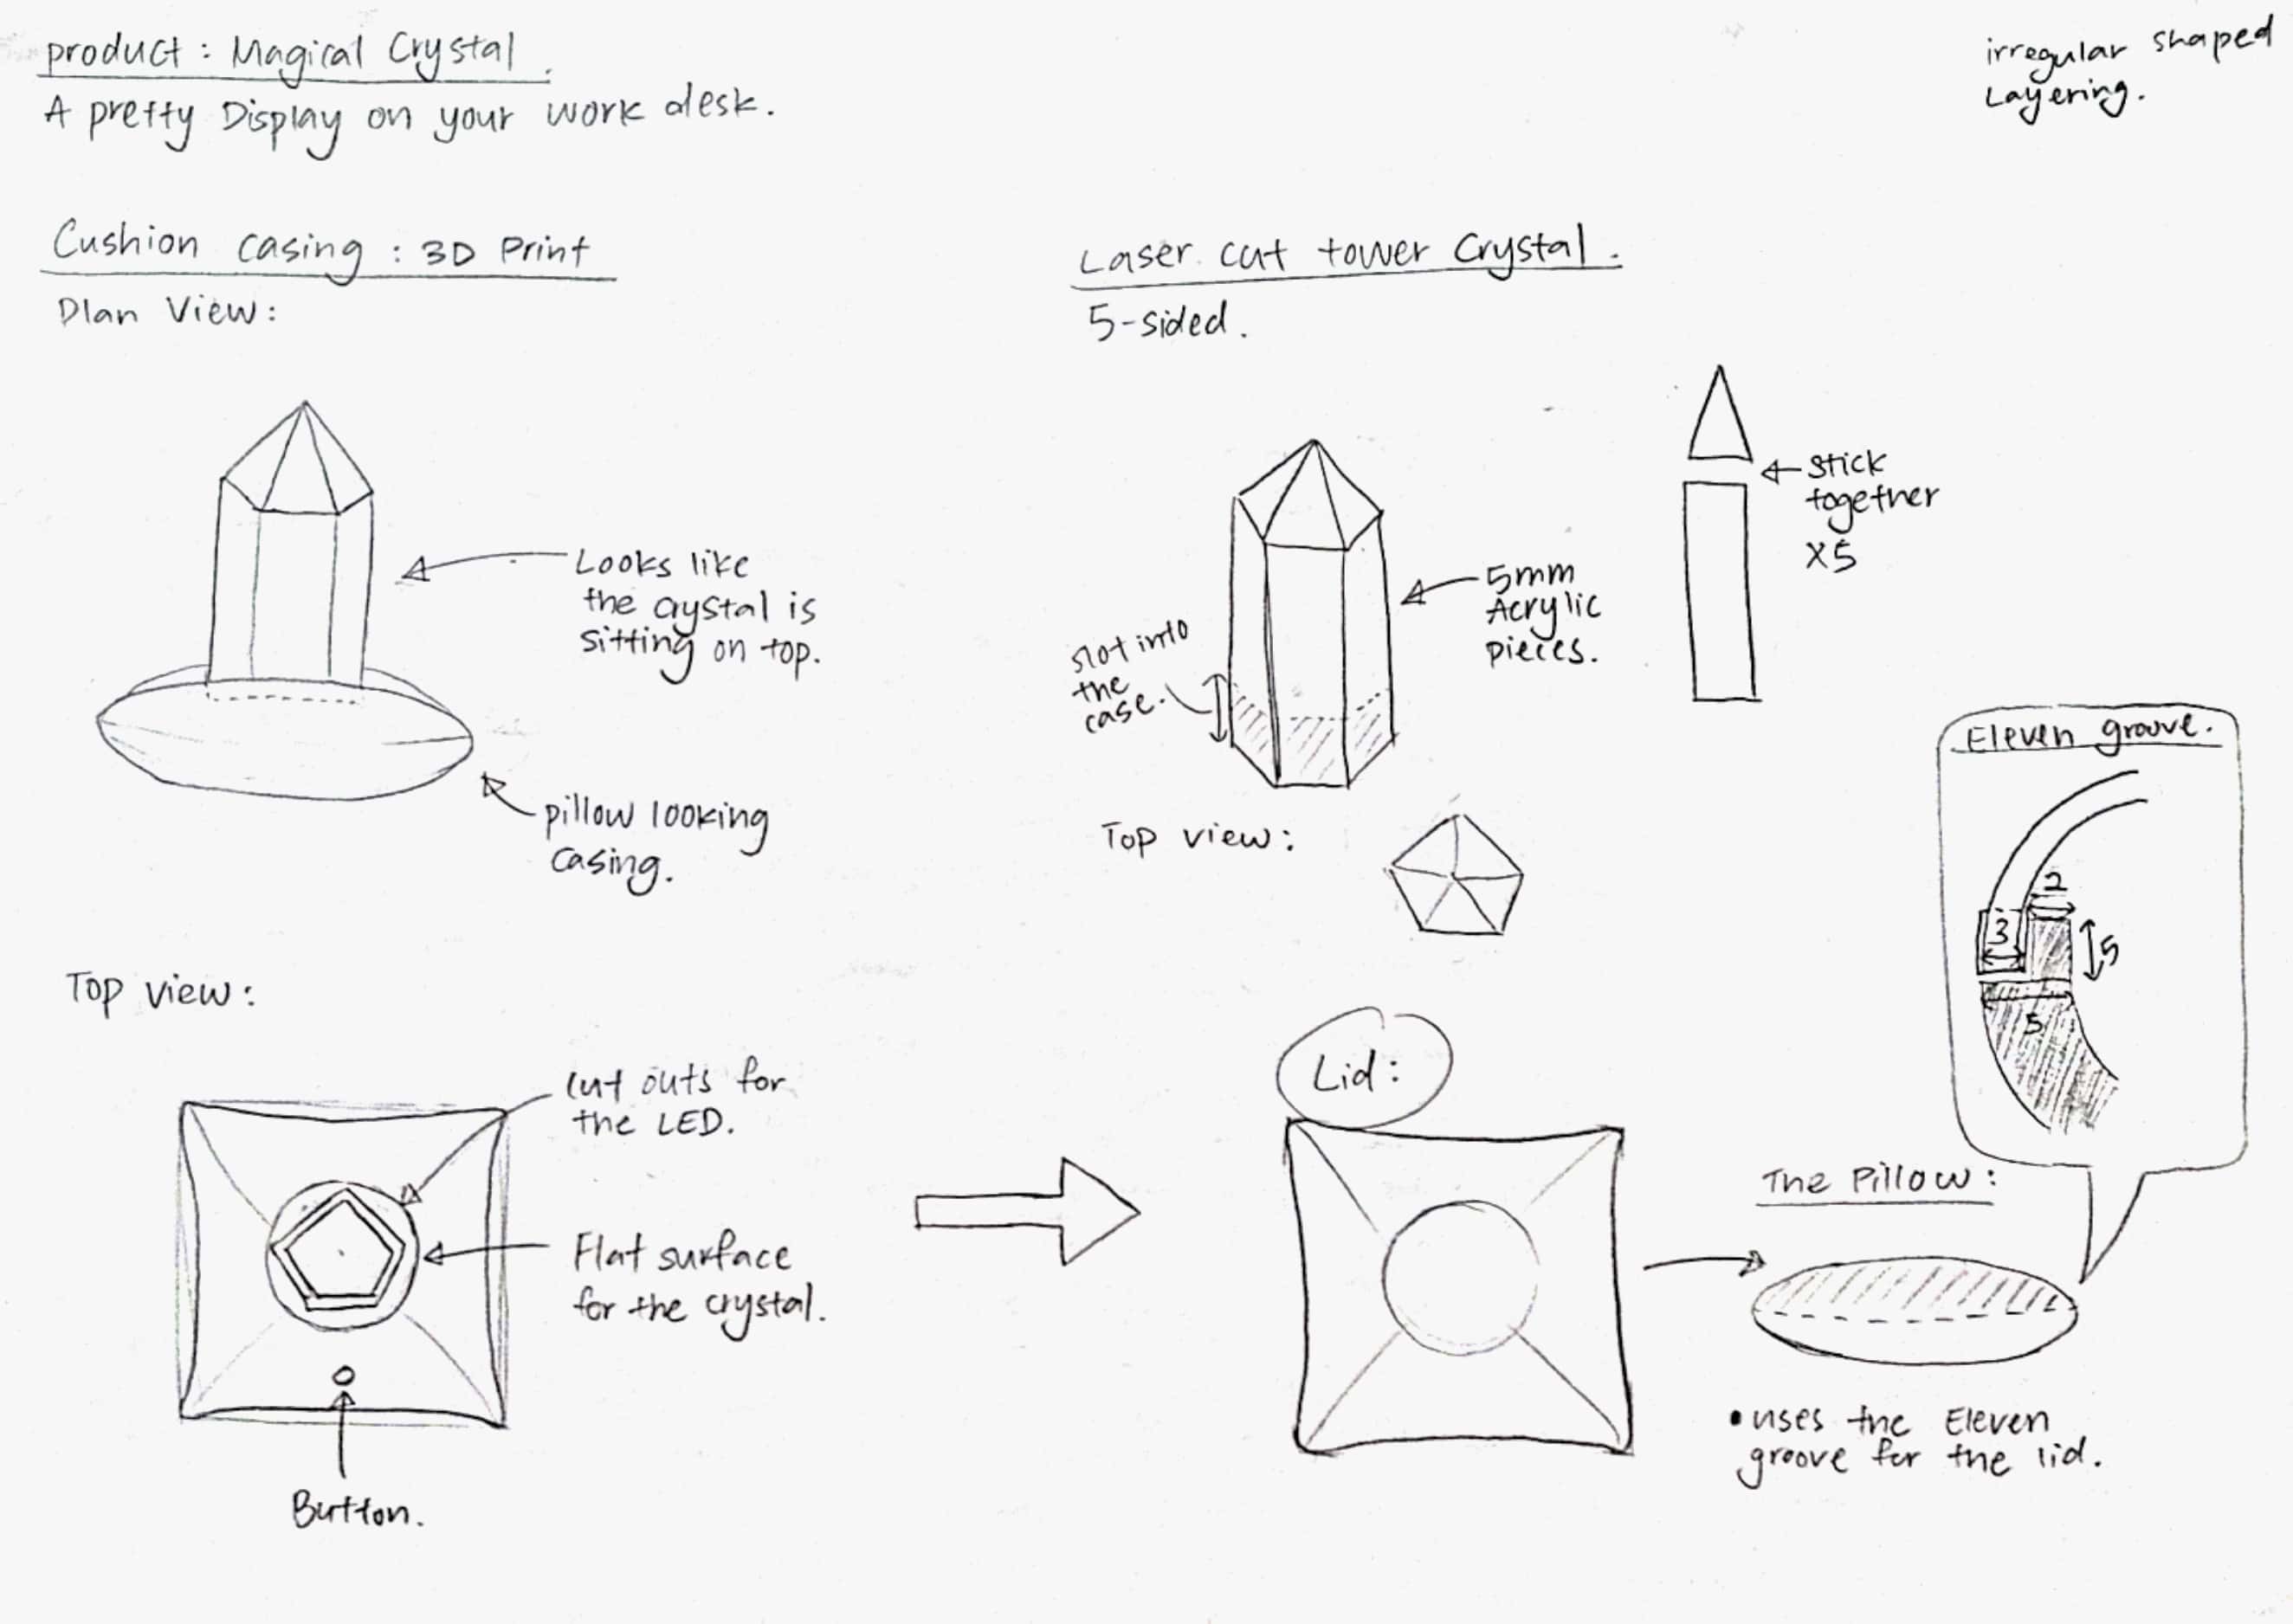 product : Magical Crystal.
A pretty Display on your work desk.
irregular shaped
Layering.
Cushion casing : 3D Print
Plan View:
Looks like
the crystal is
sitting on top.
pillow looking
casing.
Top view:
cut outs for
the LED.
Flat surface
for the crystal.
Button.
Laser cut tower Crystal.
5-sided.
stick
together
x5
5mm
Acrylic
pieces.
slot into
the
case.
Top view:
Lid:
Eleven groove.
2
3
5
5
The Pillow:
• uses the Eleven
groove for the lid.